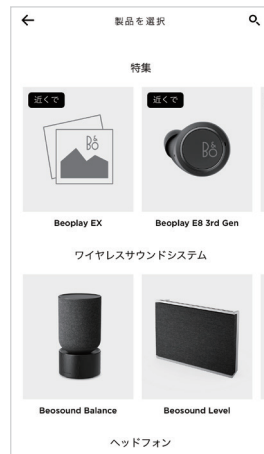 製品を選択
特集
近くで
近くで
B&O
B&O
Beoplay EX
Beoplay E8 3rd Gen
ワイヤレスサウンドシステム
Beosound Balance
Beosound Level
ヘッドフォン